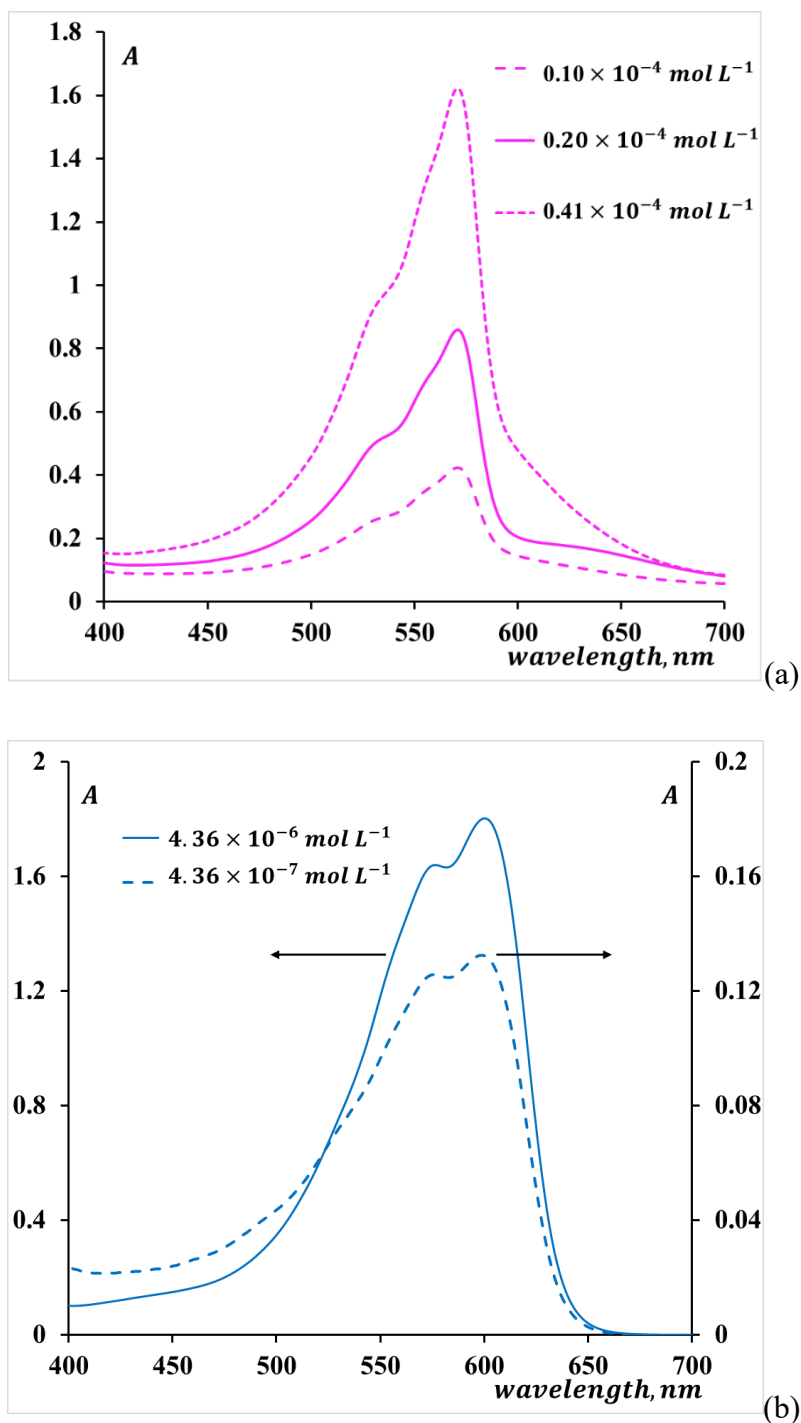 1.8
A
1.6
0.10 × 10⁻⁴ mol L⁻¹
1.4
0.20 × 10⁻⁴ mol L⁻¹
1.2
0.41 × 10⁻⁴ mol L⁻¹
1
0.8
0.6
0.4
0.2
0
400 450 500 550 600 650 700
wavelength, nm
(a)
2 0.2
A A
4.36 × 10⁻⁶ mol L⁻¹
4.36 × 10⁻⁷ mol L⁻¹
1.6 0.16
1.2 0.12
0.8 0.08
0.4 0.04
0 0
400 450 500 550 600 650 700
wavelength, nm
(b)